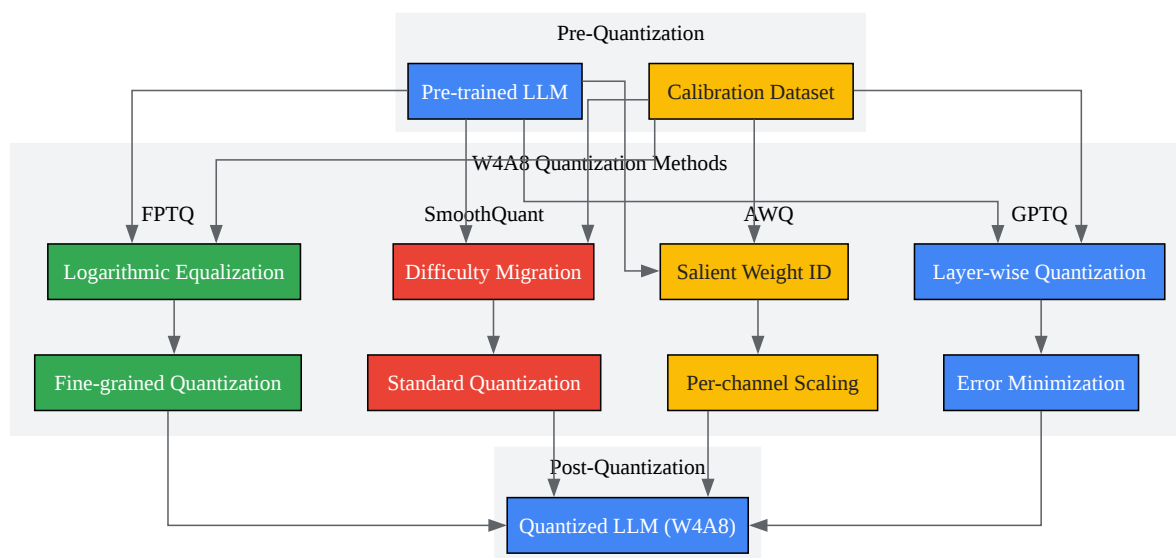 Pre-Quantization
Pre-trained LLM
Calibration Dataset
W4A8 Quantization Methods
FPTQ
SmoothQuant
AWQ
GPTQ
Logarithmic Equalization
Difficulty Migration
Salient Weight ID
Layer-wise Quantization
Fine-grained Quantization
Standard Quantization
Per-channel Scaling
Error Minimization
Post-Quantization
Quantized LLM (W4A8)